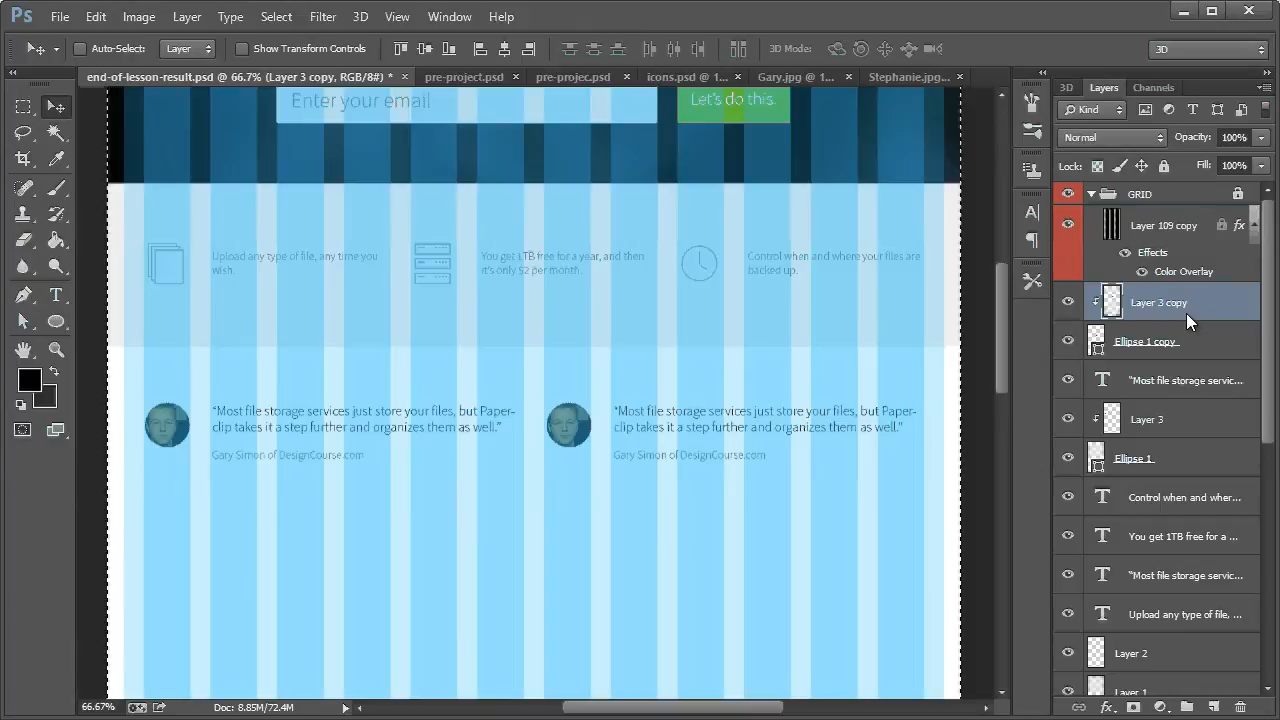 Ps File Edit Image Layer Type Select Filter 3D View Window Help
Auto-Select: Layer Show Transform Controls 3D Mode: 3D
end-of-lesson-result.psd @ 66.7% (Layer 3 copy, RGB/8#) * × pre-project.psd × pre-projec.psd × icons.psd @ 1... × Gary.jpg @ 1... × Stephanie.jpg... ×
3D Layers Channels
Kind
Normal Opacity: 100%
Lock: Fill: 100%
GRID
Layer 109 copy fx
Effects
Color Overlay
Layer 3 copy
Ellipse 1 copy
"Most file storage servic...
Layer 3
Ellipse 1
Control when and wher...
You get 1TB free for a ...
"Most file storage servic...
Upload any type of file, ...
Layer 2
Layer 1
Enter your email
Let's do this.
Upload any type of file, any time you
wish.
You get 1TB free for a year, and then
it's only $2 per month.
Control when and where your files are
backed up.
“Most file storage services just store your files, but Paper-
clip takes it a step further and organizes them as well.”
Gary Simon of DesignCourse.com
“Most file storage services just store your files, but Paper-
clip takes it a step further and organizes them as well.”
Gary Simon of DesignCourse.com
66.67% Doc: 8.85M/72.4M